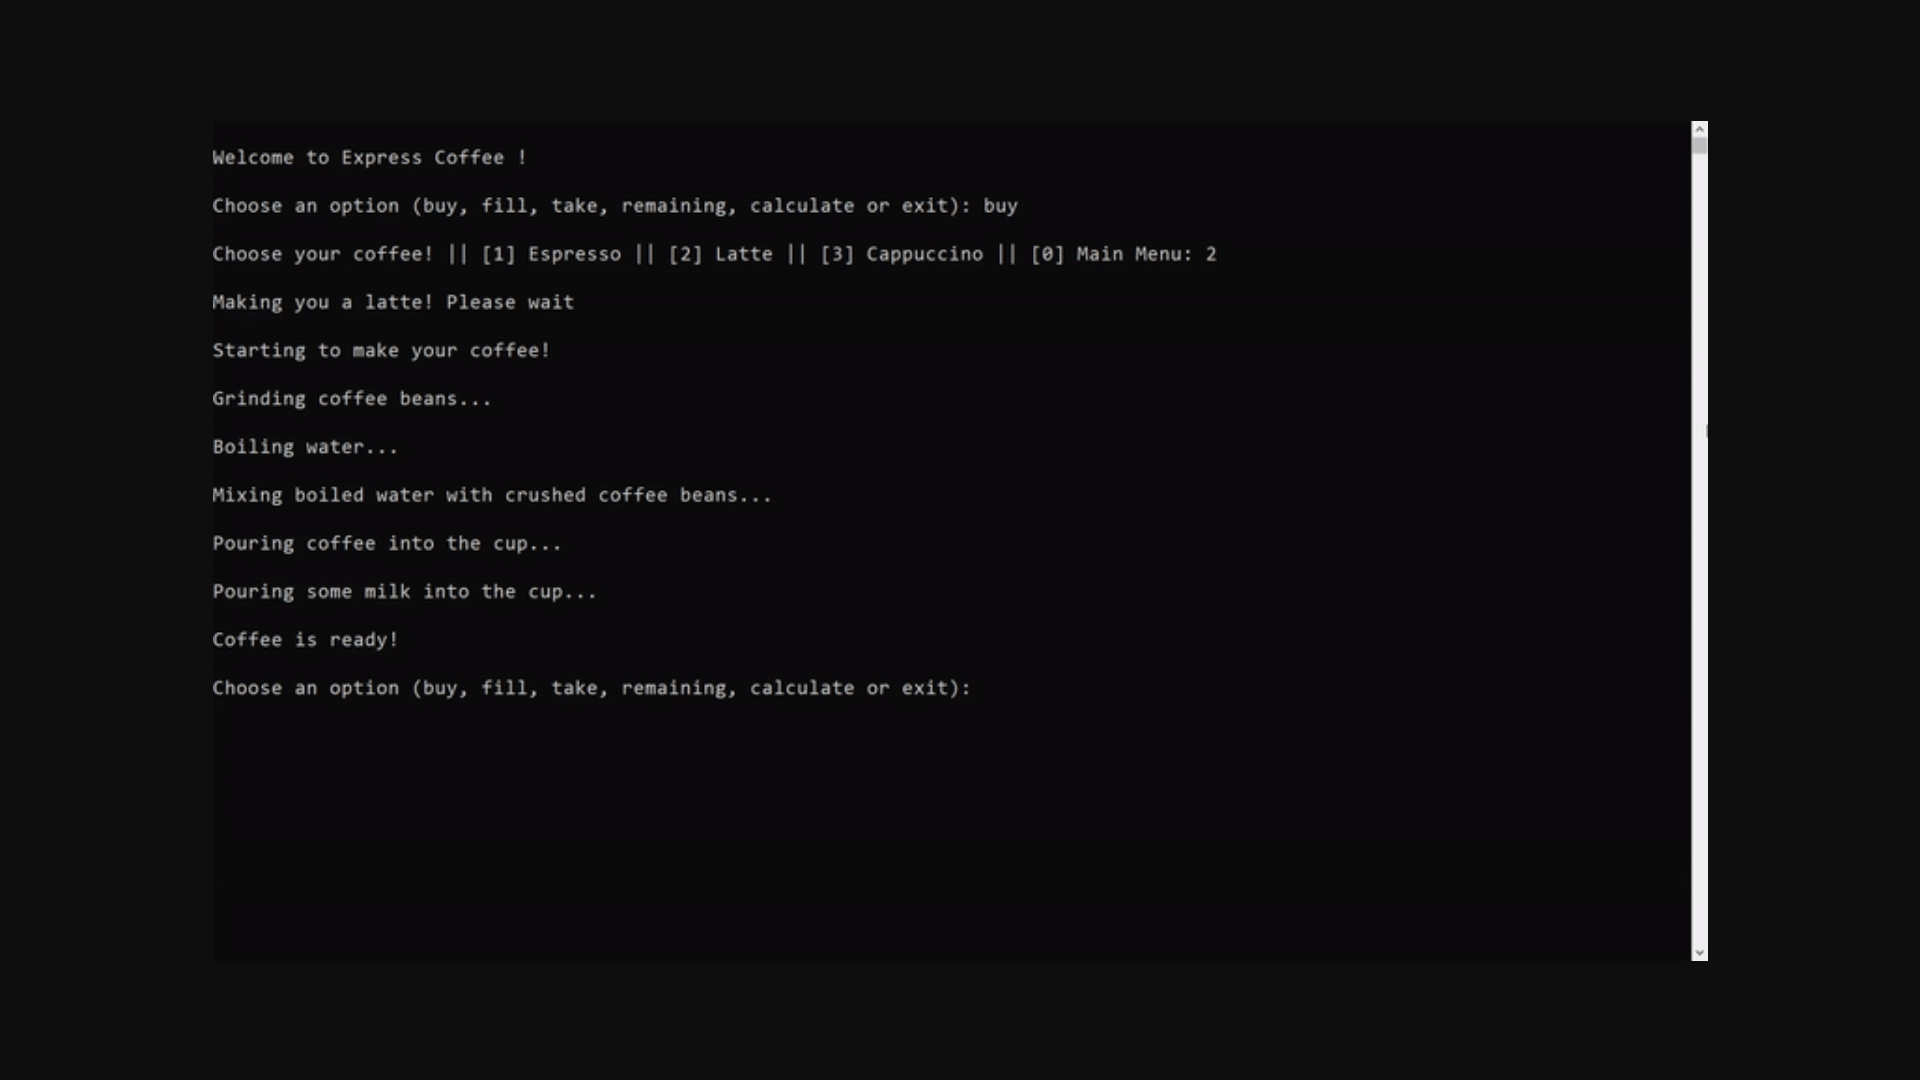 Welcome to Express Coffee !
Choose an option (buy, fill, take, remaining, calculate or exit): buy
Choose your coffee! || [1] Espresso || [2] Latte || [3] Cappuccino || [0] Main Menu: 2
Making you a latte! Please wait
Starting to make your coffee!
Grinding coffee beans...
Boiling water...
Mixing boiled water with crushed coffee beans...
Pouring coffee into the cup...
Pouring some milk into the cup...
Coffee is ready!
Choose an option (buy, fill, take, remaining, calculate or exit):